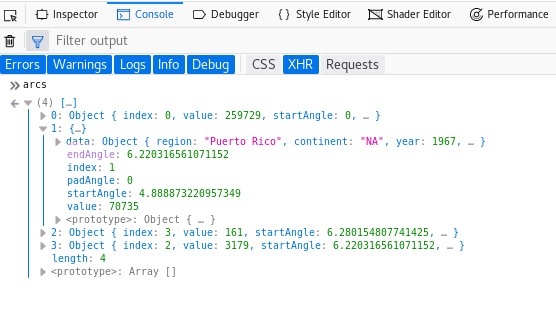 Inspector Console Debugger Style Editor Shader Editor Performance
Filter output
Errors Warnings Logs Info Debug CSS XHR Requests
arcs
(4) […]
0: Object { index: 0, value: 259729, startAngle: 0, … }
1: {…}
data: Object { region: "Puerto Rico", continent: "NA", year: 1967, … }
endAngle: 6.220316561071152
index: 1
padAngle: 0
startAngle: 4.888873220957349
value: 70735
<prototype>: Object { … }
2: Object { index: 3, value: 161, startAngle: 6.280154807741425, … }
3: Object { index: 2, value: 3179, startAngle: 6.220316561071152, … }
length: 4
<prototype>: Array []